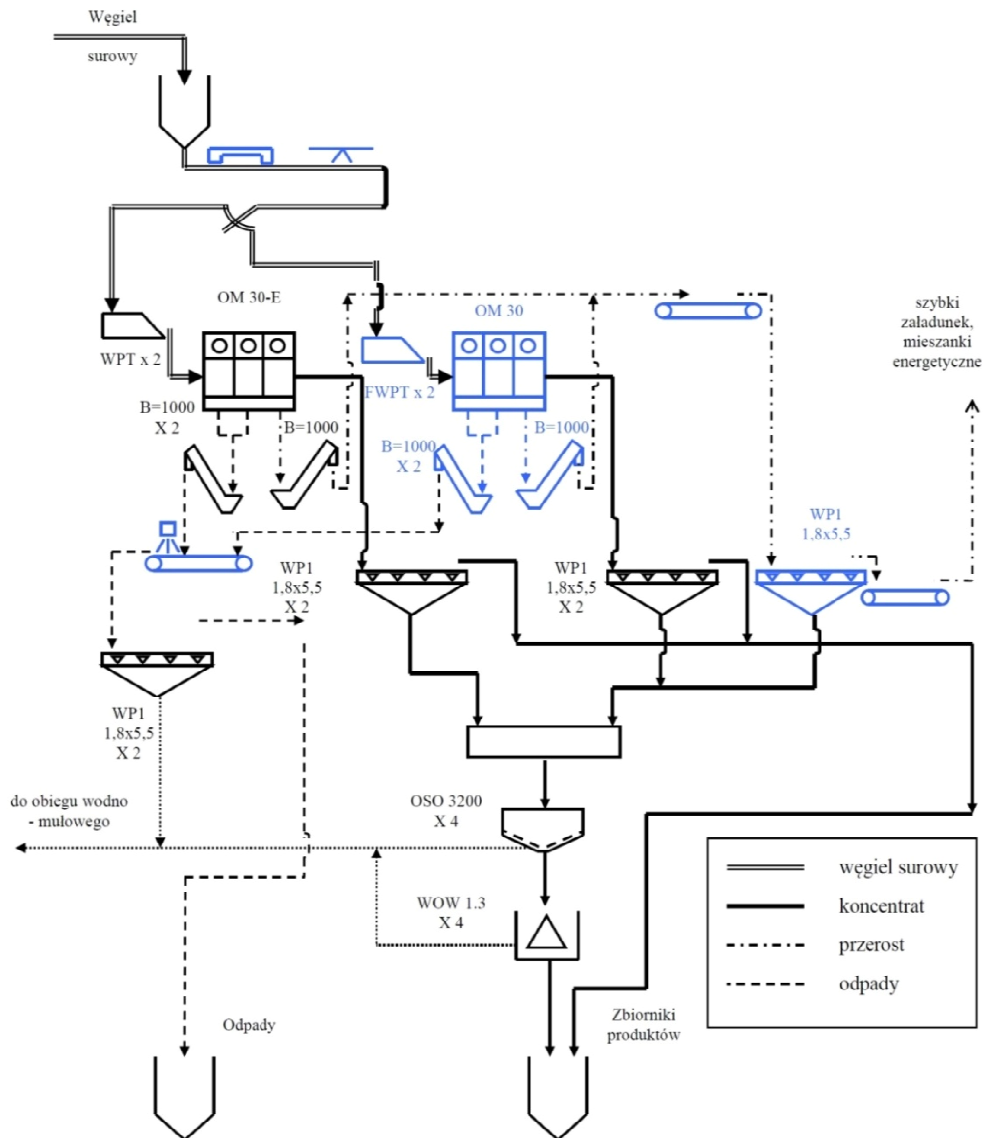 Węgiel
surowy
OM 30-E
OM 30
szybki
załadunek,
mieszanki
energetyczne
WPT x 2
FWPT x 2
B=1000
X 2
B=1000
B=1000
X 2
B=1000
WP1
1,8x5,5
X 2
WP1
1,8x5,5
X 2
WP1
1,8x5,5
WP1
1,8x5,5
X 2
do obiegu wodno
- mułowego
OSO 3200
X 4
WOW 1.3
X 4
węgiel surowy
koncentrat
przerost
odpady
Odpady
Zbiorniki
produktów